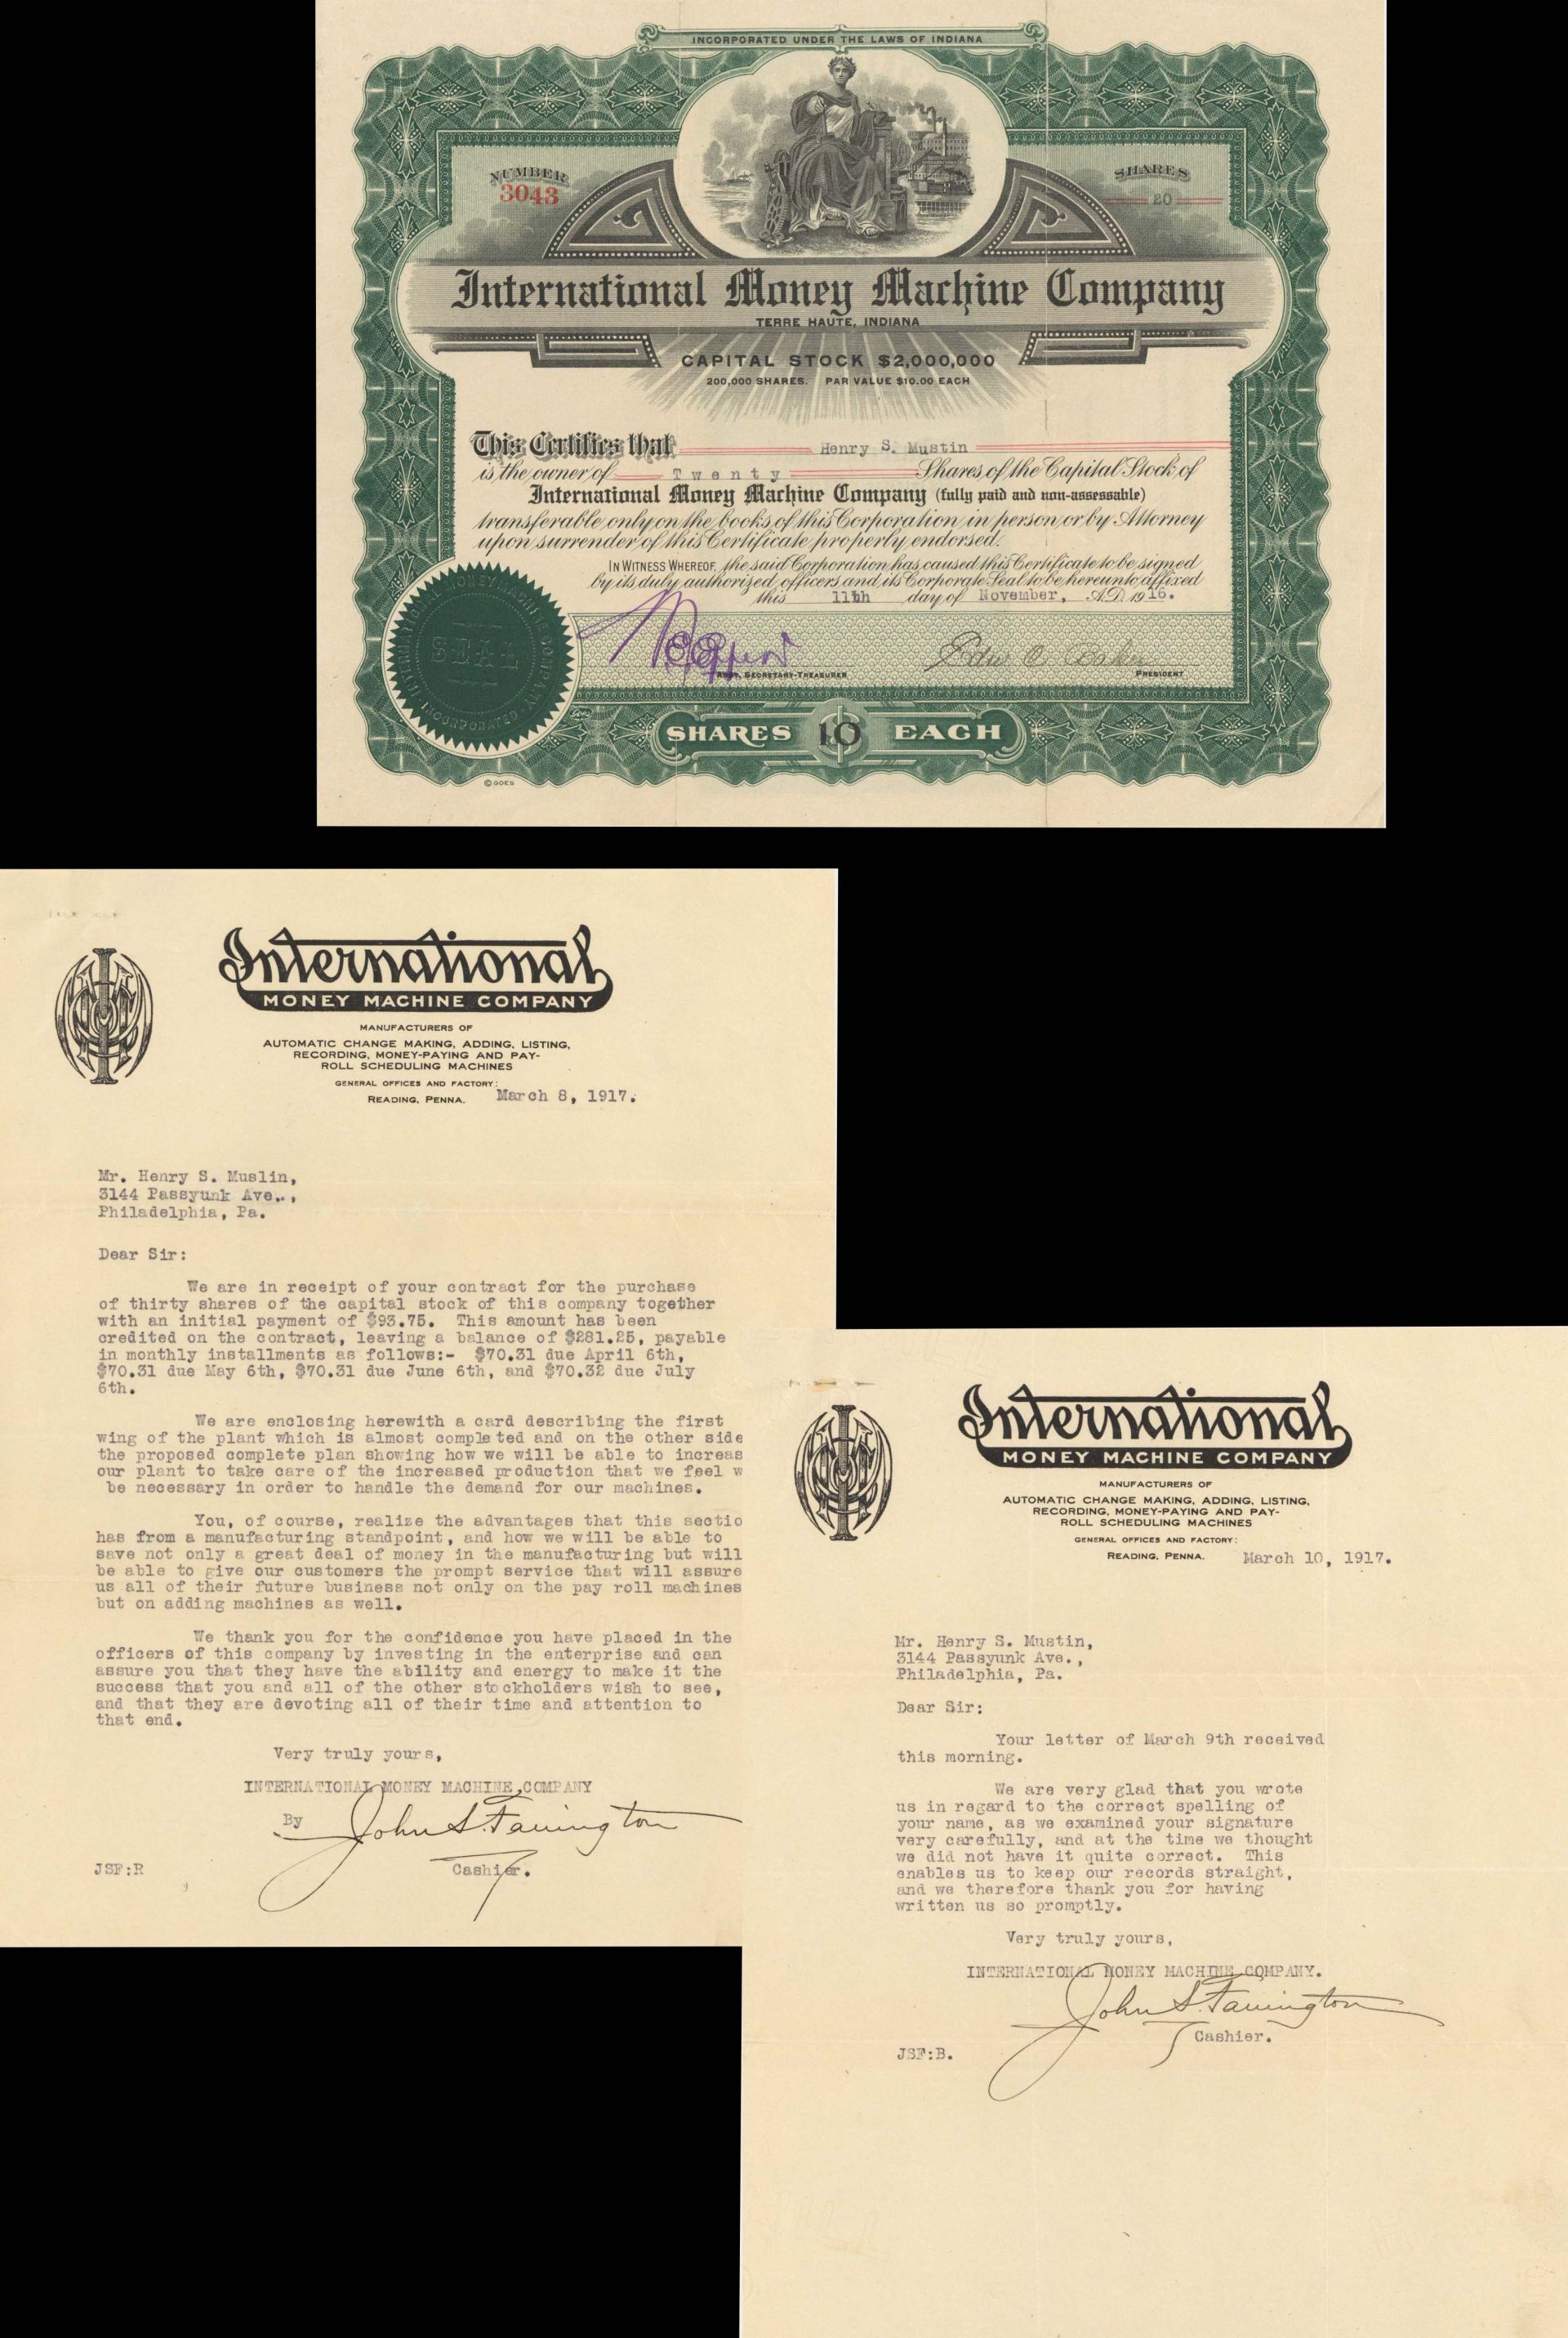 INCORPORATED UNDER THE LAWS OF INDIANA
NUMBER
3043
SHARES
20
International Money Machine Company
TERRE HAUTE, INDIANA
CAPITAL STOCK $2,000,000
200,000 SHARES. PAR VALUE $10.00 EACH
This Certifies that Henry S. Mustin
is the owner of Twenty Shares of the Capital Stock of
International Money Machine Company (fully paid and non-assessable)
transferable only on the books of this Corporation in person or by Attorney
upon surrender of this Certificate properly endorsed.
IN WITNESS WHEREOF, the said Corporation has caused this Certificate to be signed
by its duly authorized officers and its Corporate Seal to be hereunto affixed
this 11th day of November, A.D. 1916.
INTERNATIONAL MONEY MACHINE COMPANY
SEAL
INCORPORATED
SECRETARY-TREASURER
Edw C
PRESIDENT
SHARES $10 EACH
© GOES
International
MONEY MACHINE COMPANY
MANUFACTURERS OF
AUTOMATIC CHANGE MAKING, ADDING, LISTING,
RECORDING, MONEY-PAYING AND PAY-
ROLL SCHEDULING MACHINES
GENERAL OFFICES AND FACTORY:
READING, PENNA. March 8, 1917.
Mr. Henry S. Muslin,
3144 Passyunk Ave..,
Philadelphia, Pa.
Dear Sir:
We are in receipt of your contract for the purchase
of thirty shares of the capital stock of this company together
with an initial payment of $93.75. This amount has been
credited on the contract, leaving a balance of $281.25, payable
in monthly installments as follows:- $70.31 due April 6th,
$70.31 due May 6th, $70.31 due June 6th, and $70.32 due July
6th.
We are enclosing herewith a card describing the first
wing of the plant which is almost completed and on the other side
the proposed complete plan showing how we will be able to increas
our plant to take care of the increased production that we feel w
be necessary in order to handle the demand for our machines.
You, of course, realize the advantages that this sectio
has from a manufacturing standpoint, and how we will be able to
save not only a great deal of money in the manufacturing but will
be able to give our customers the prompt service that will assure
us all of their future business not only on the pay roll machines
but on adding machines as well.
We thank you for the confidence you have placed in the
officers of this company by investing in the enterprise and can
assure you that they have the ability and energy to make it the
success that you and all of the other stockholders wish to see,
and that they are devoting all of their time and attention to
that end.
Very truly yours,
INTERNATIONAL MONEY MACHINE COMPANY
By John S. Farrington
JSF:R Cashier.
International
MONEY MACHINE COMPANY
MANUFACTURERS OF
AUTOMATIC CHANGE MAKING, ADDING, LISTING,
RECORDING, MONEY-PAYING AND PAY-
ROLL SCHEDULING MACHINES
GENERAL OFFICES AND FACTORY:
READING, PENNA. March 10, 1917.
Mr. Henry S. Mustin,
3144 Passyunk Ave.,
Philadelphia, Pa.
Dear Sir:
Your letter of March 9th received
this morning.
We are very glad that you wrote
us in regard to the correct spelling of
your name, as we examined your signature
very carefully, and at the time we thought
we did not have it quite correct. This
enables us to keep our records straight,
and we therefore thank you for having
written us so promptly.
Very truly yours,
INTERNATIONAL MONEY MACHINE COMPANY.
John S. Farrington
Cashier.
JSF:B.